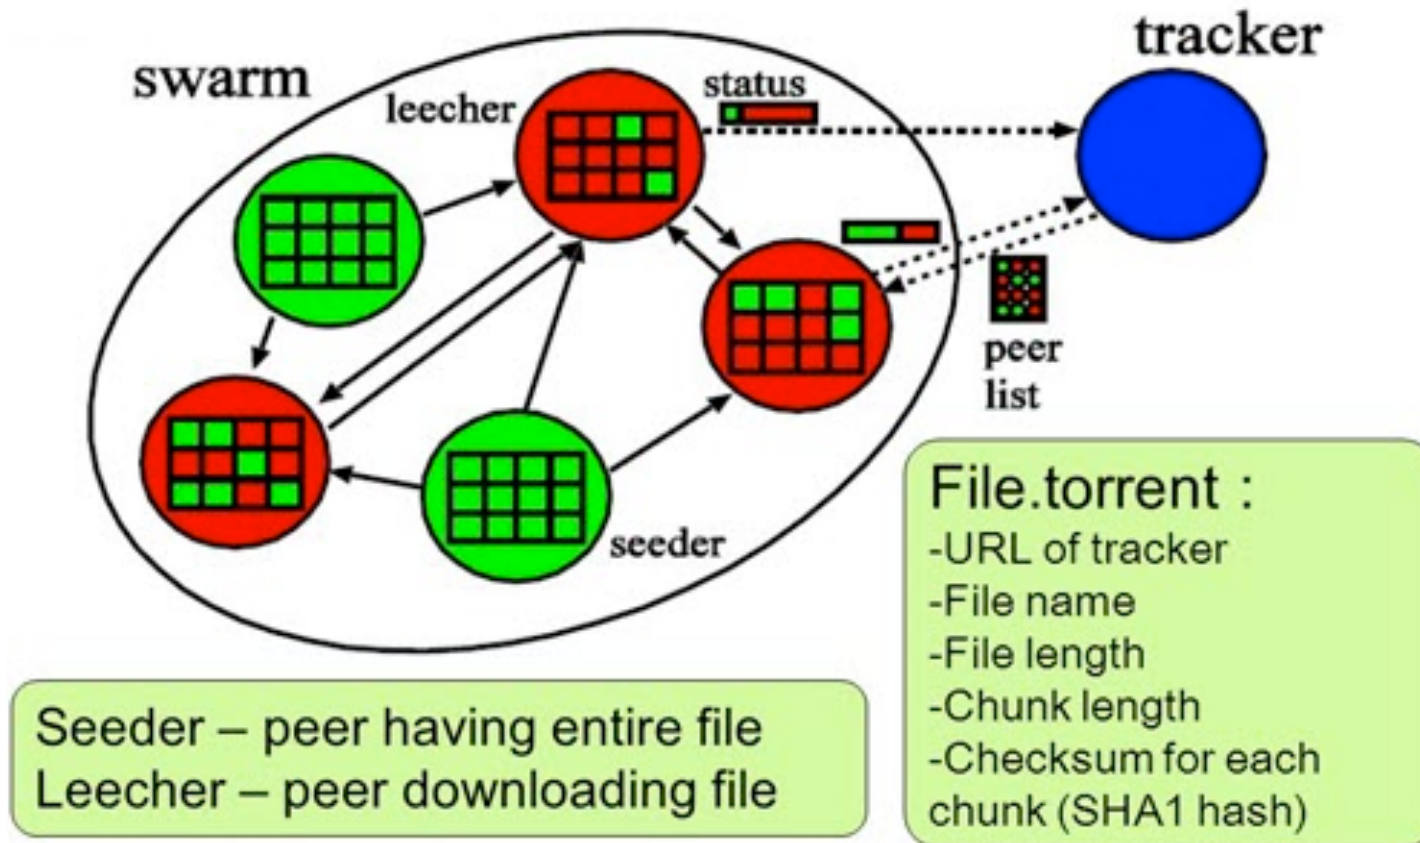 swarm
tracker
leecher
status
peer
list
seeder
File.torrent :
-URL of tracker
-File name
-File length
-Chunk length
-Checksum for each
chunk (SHA1 hash)
Seeder – peer having entire file
Leecher – peer downloading file